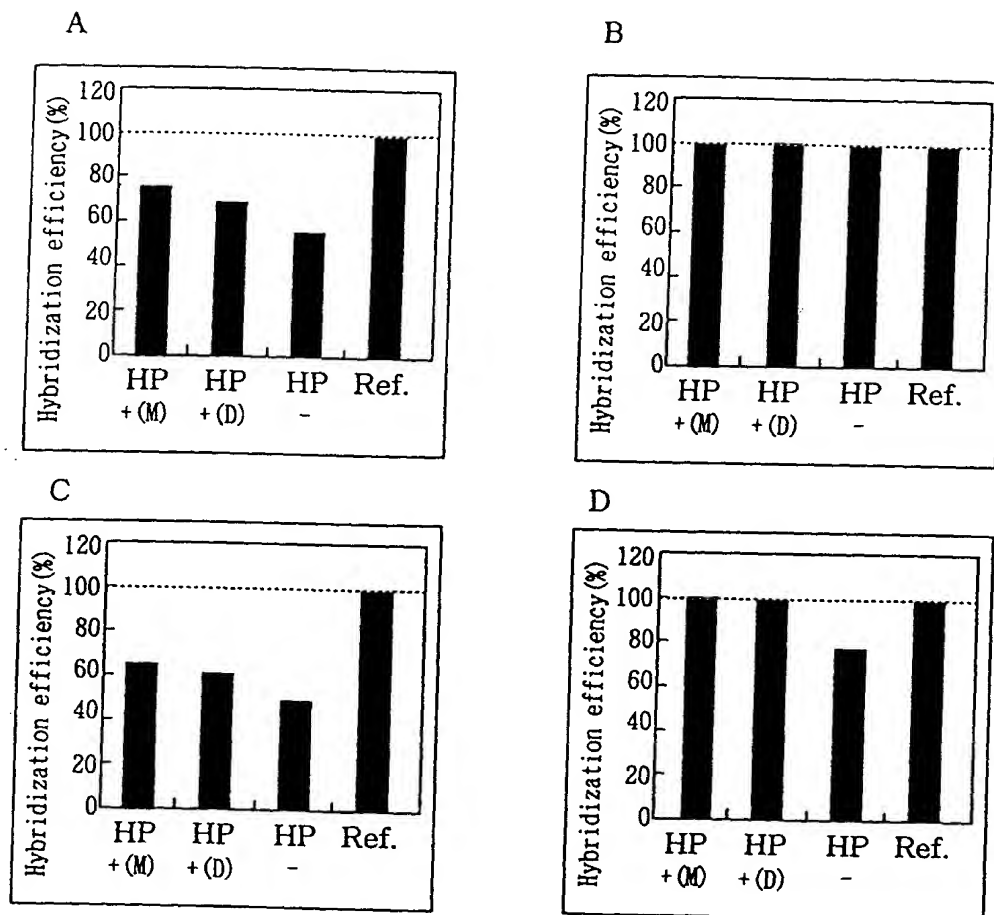 A
Hybridization efficiency(%)
120
100
80
60
40
20
0
HP HP HP Ref.
+(M) +(D) -
B
Hybridization efficiency(%)
120
100
80
60
40
20
0
HP HP HP Ref.
+(M) +(D) -
C
Hybridization efficiency(%)
120
100
80
60
40
20
0
HP HP HP Ref.
+(M) +(D) -
D
Hybridization efficiency(%)
120
100
80
60
40
20
0
HP HP HP Ref.
+(M) +(D) -